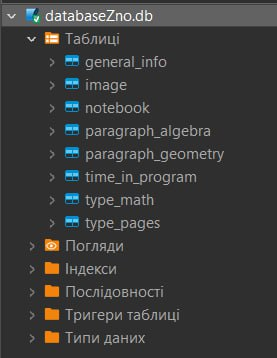 databaseZno.db
Таблиці
general_info
image
notebook
paragraph_algebra
paragraph_geometry
time_in_program
type_math
type_pages
Погляди
Індекси
Послідовності
Тригери таблиці
Типи даних